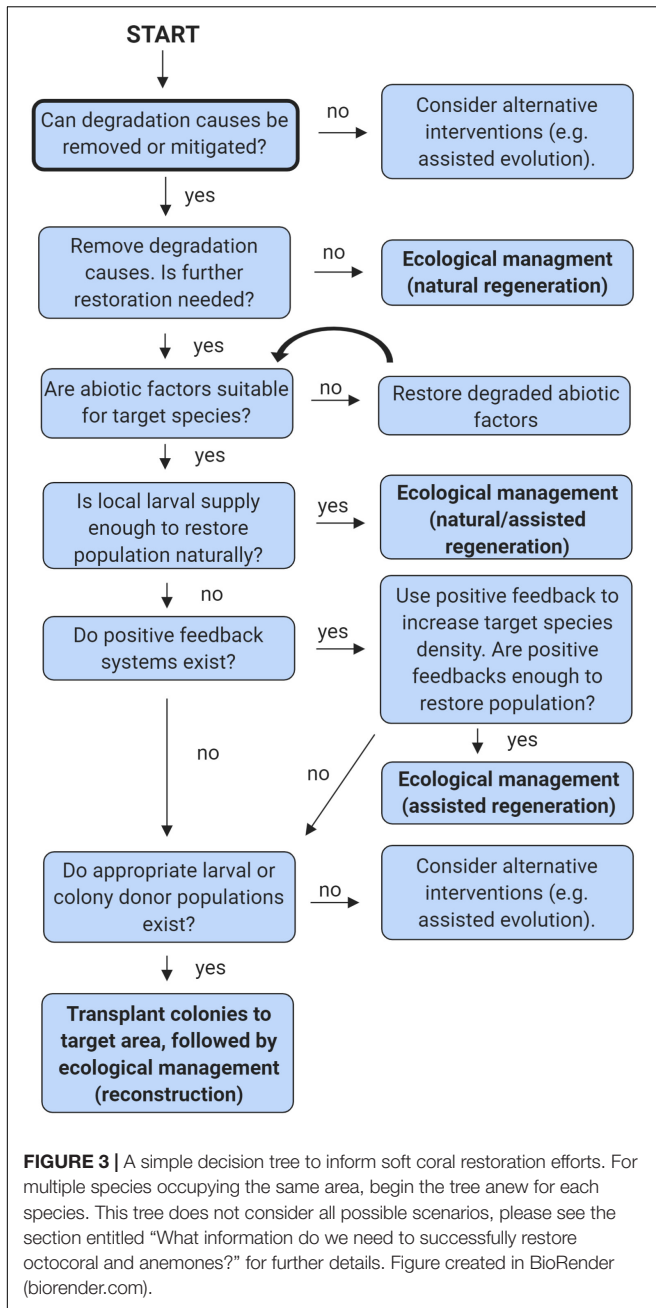 START
Can degradation causes be
removed or mitigated?
no
Consider alternative
interventions (e.g.
assisted evolution).
yes
Remove degradation
causes. Is further
restoration needed?
no
Ecological managment
(natural regeneration)
yes
Are abiotic factors suitable
for target species?
no
Restore degraded abiotic
factors
yes
Is local larval supply
enough to restore
population naturally?
yes
Ecological management
(natural/assisted
regeneration)
no
Do positive feedback
systems exist?
yes
Use positive feedback to
increase target species
density. Are positive
feedbacks enough to
restore population?
no
no
yes
Ecological management
(assisted regeneration)
Do appropriate larval or
colony donor populations
exist?
no
Consider alternative
interventions (e.g.
assisted evolution).
yes
Transplant colonies to
target area, followed by
ecological management
(reconstruction)
FIGURE 3 | A simple decision tree to inform soft coral restoration efforts. For
multiple species occupying the same area, begin the tree anew for each
species. This tree does not consider all possible scenarios, please see the
section entitled “What information do we need to successfully restore
octocoral and anemones?” for further details. Figure created in BioRender
(biorender.com).